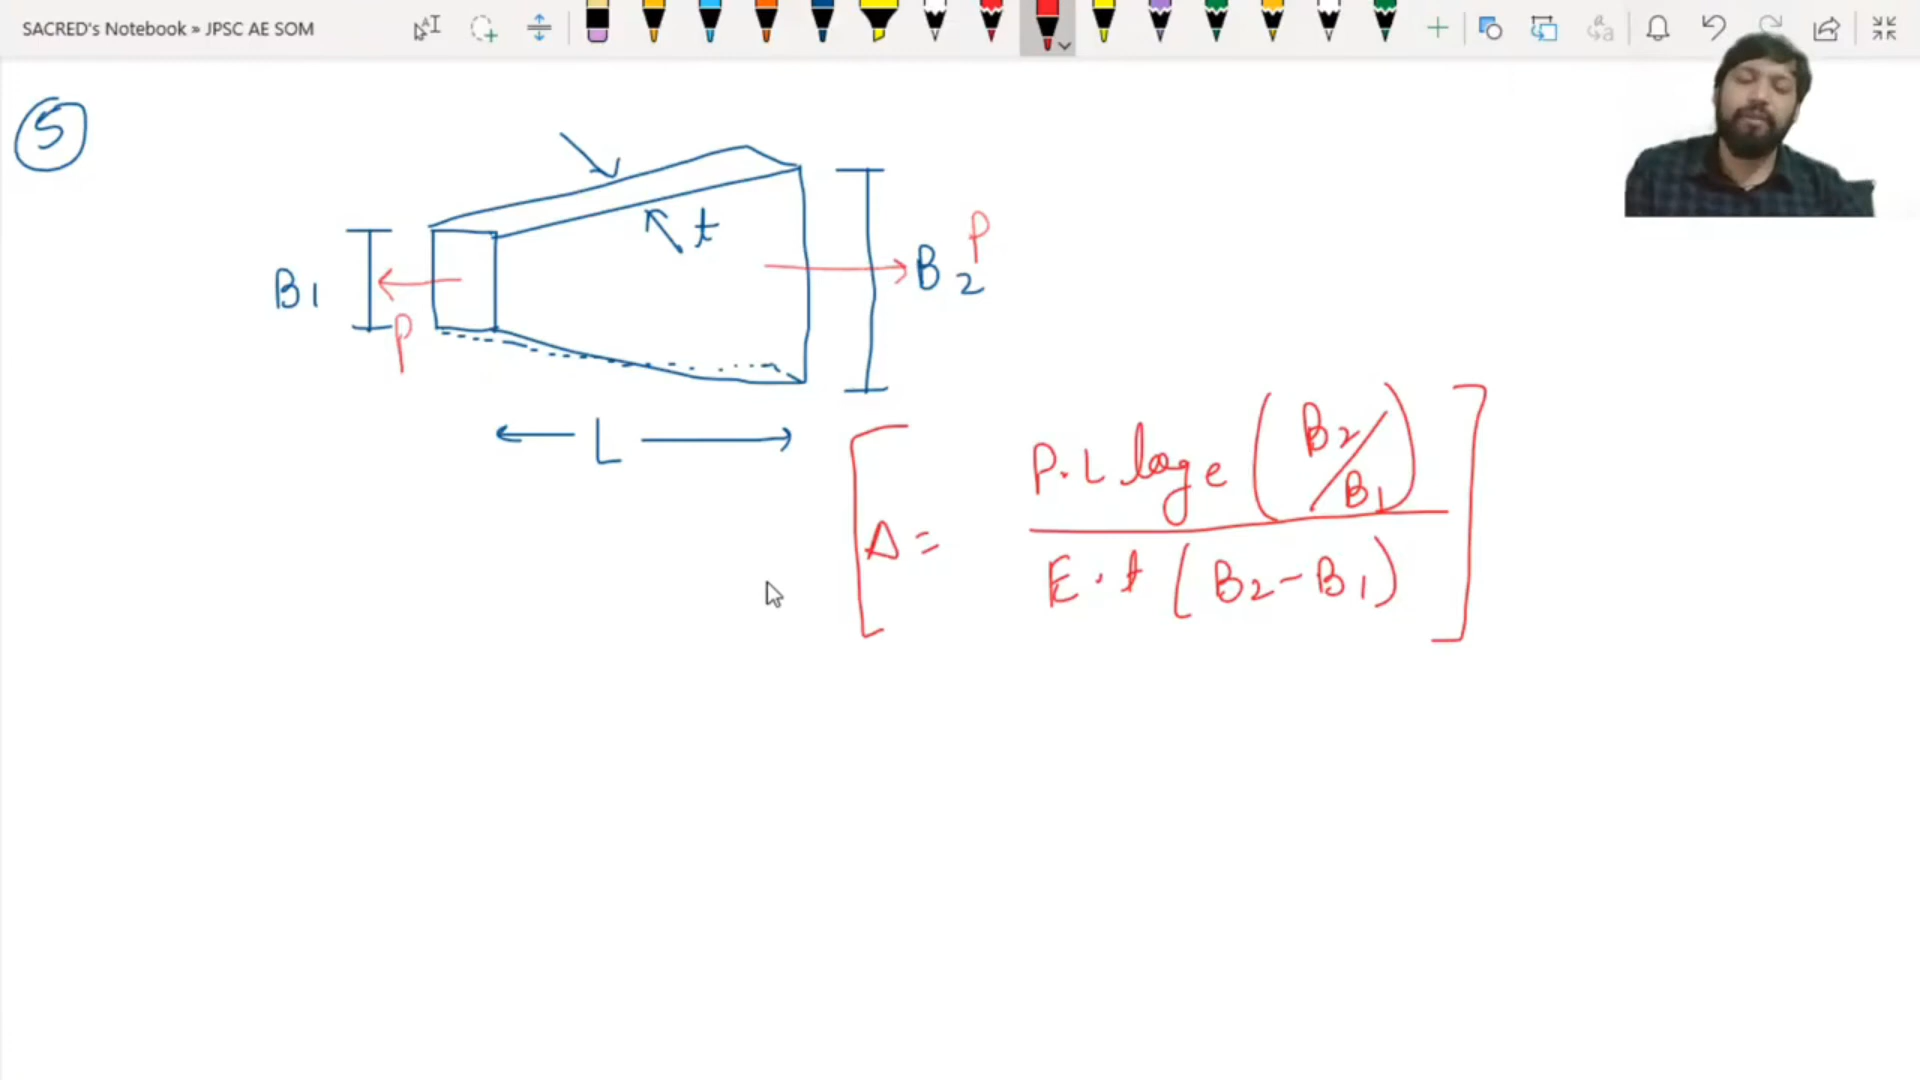 SACRED's Notebook » JPSC AE SOM
5
t
B1
P
B2
P
L
Δ = P.L loge (B2/B1)
E.t (B2-B1)